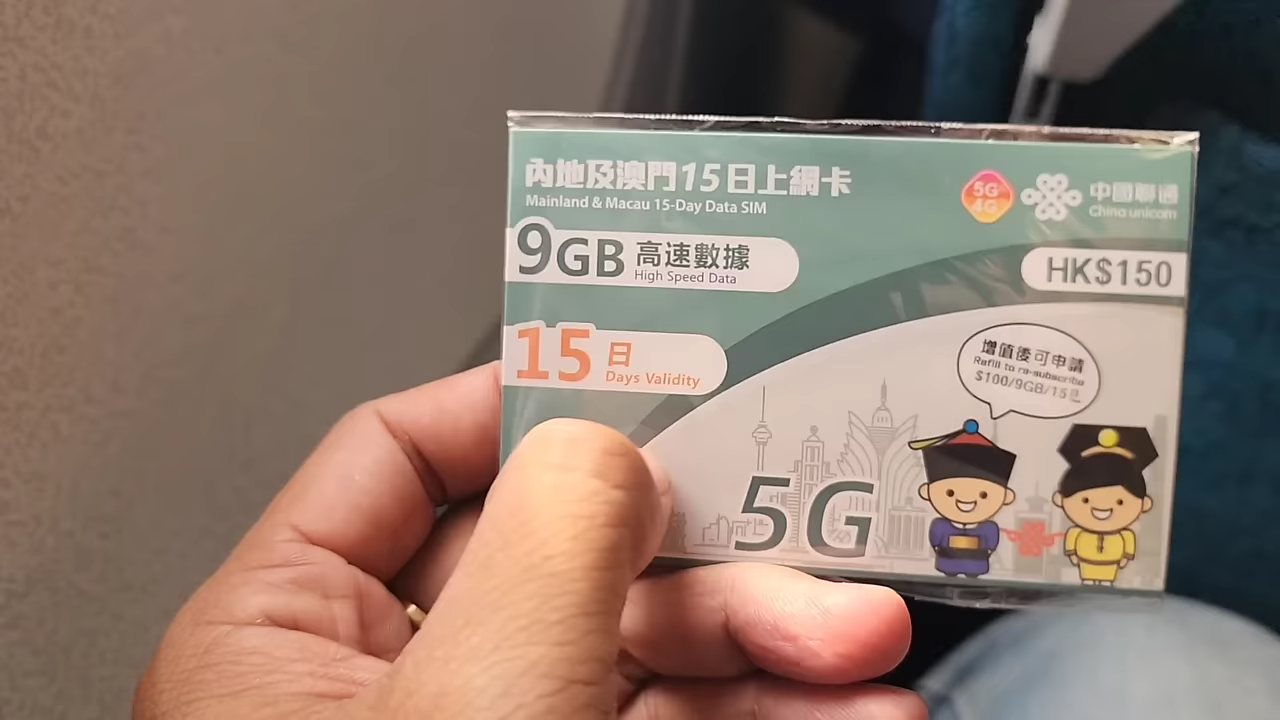 內地及澳門15日上網卡
Mainland & Macau 15-Day Data SIM
5G
4G
中國聯通
China unicom
9GB 高速數據
High Speed Data
HK$150
15 日
Days Validity
增值後可申請
Refill to re-subscribe
$100/9GB/15日
5G